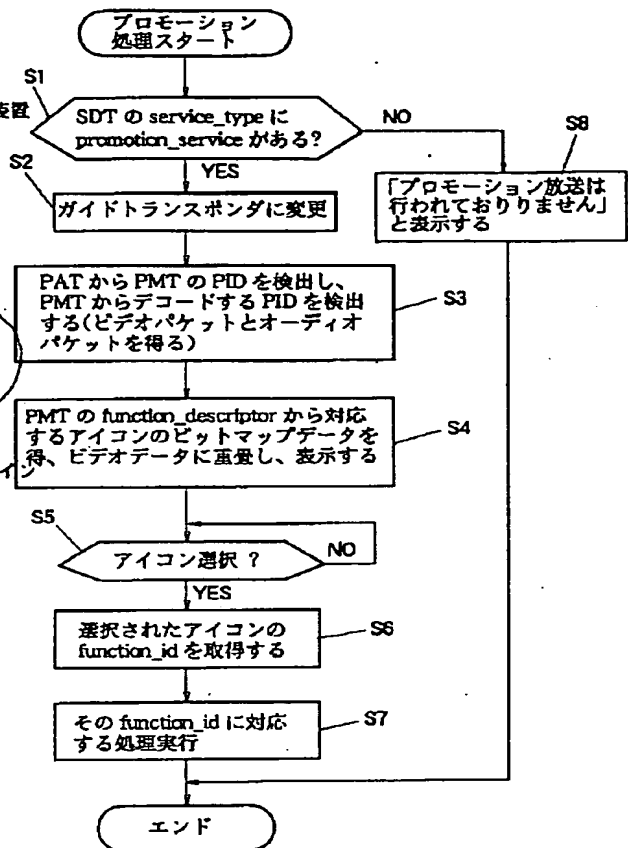 プロモーション
処理スタート
S1
装置
SDT の service_type に
promotion_service がある?
NO
S8
YES
S2
「プロモーション放送は
行われておりりません」
と表示する
ガイドトランスポンダに変更
PAT から PMT の PID を検出し、
PMT からデコードする PID を検出
する(ビデオパケットとオーディオ
パケットを得る)
S3
PMT の function_descriptor から対応
するアイコンのビットマップデータを
得、ビデオデータに重畳し、表示する
S4
イン
S5
アイコン選択 ?
NO
YES
選択されたアイコンの
function_id を取得する
S6
その function_id に対応
する処理実行
S7
エンド